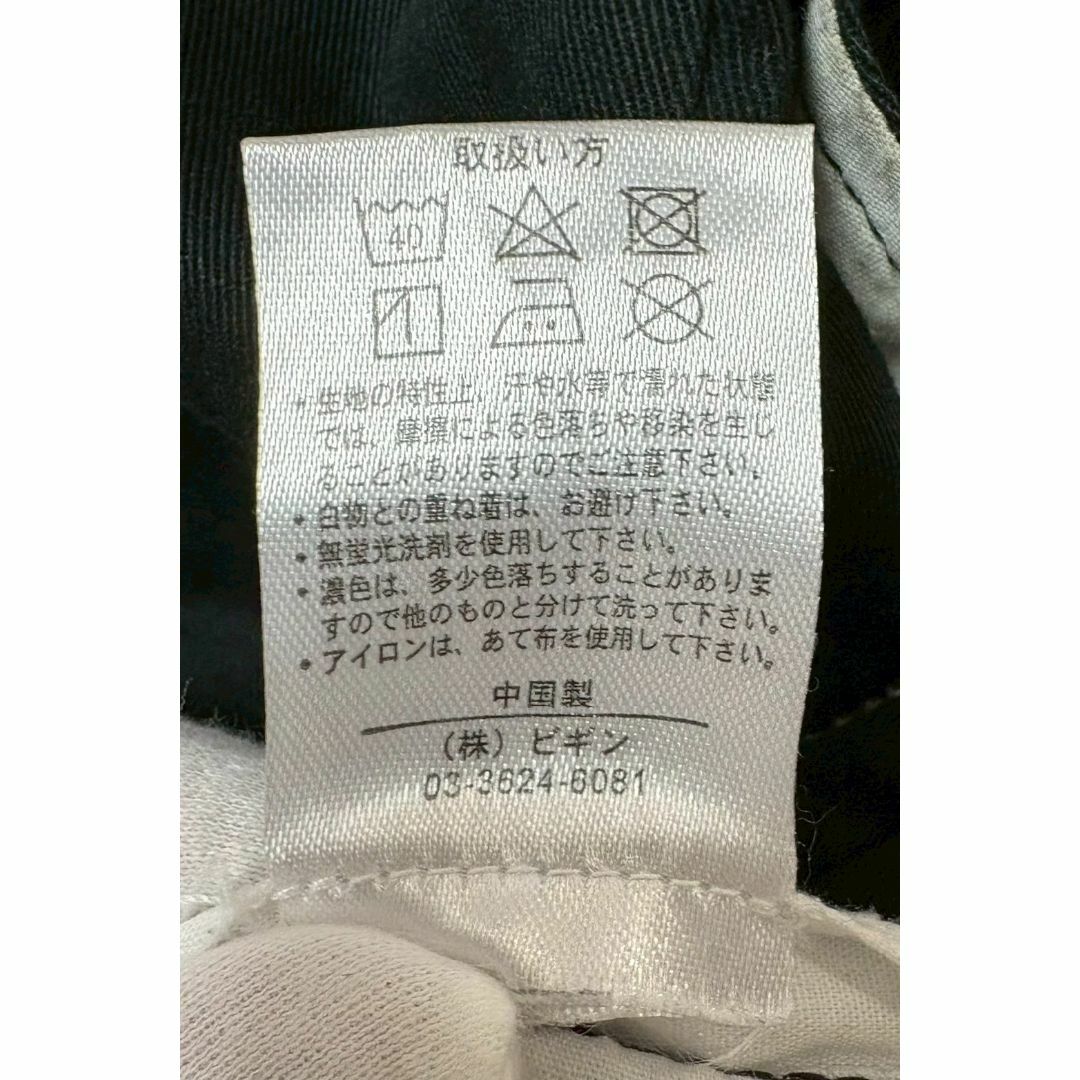 取扱い方
40
・生地の特性上、汗や水等で濡れた状態
では、摩擦による色落ちや移染を生じ
ることがありますのでご注意下さい。
・白物との重ね着は、お避け下さい。
・無蛍光洗剤を使用して下さい。
・濃色は、多少色落ちすることがありま
すので他のものと分けて洗って下さい。
・アイロンは、あて布を使用して下さい。
中国製
(株) ビギン
03-3624-6081